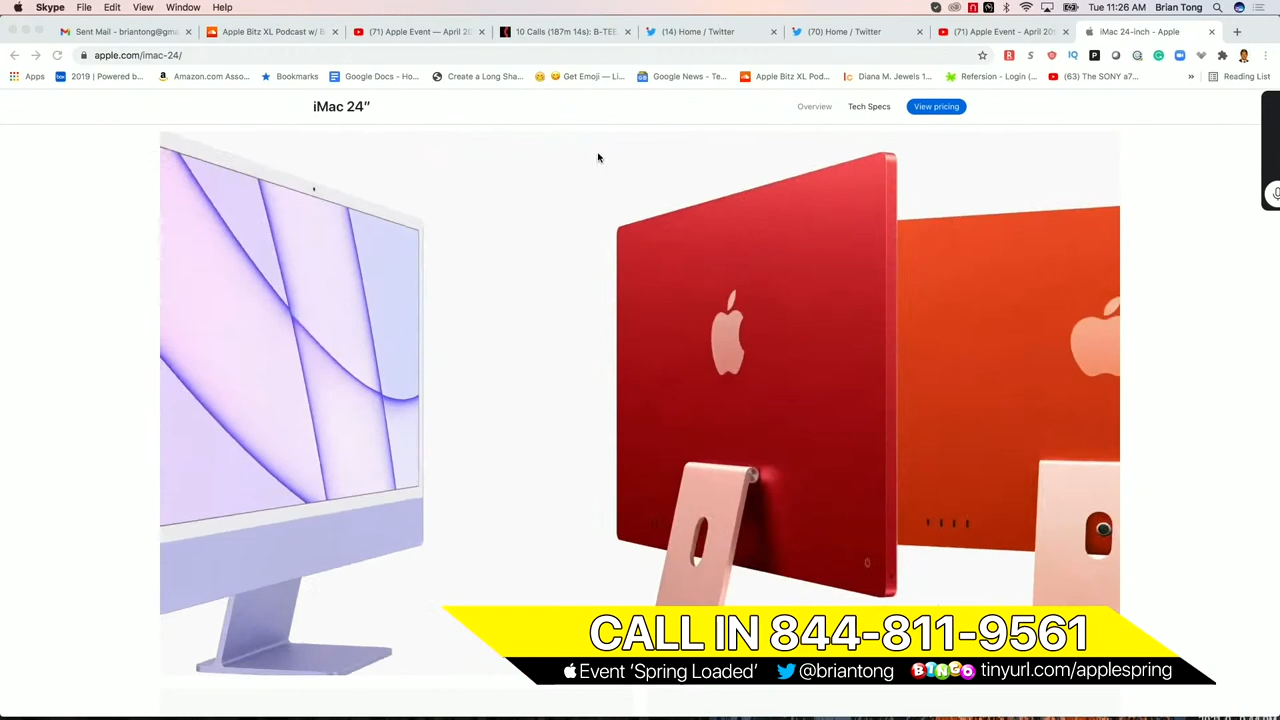 Skype File Edit View Window Help
Tue 11:26 AM Brian Tong
Sent Mail - briantong@gm
Apple Bitz XL Podcast w/ B
(71) Apple Event — April 20
10 Calls (187m 14s): B-TEE
(14) Home / Twitter
(70) Home / Twitter
(71) Apple Event - April 201
iMac 24-inch - Apple
apple.com/imac-24/
Apps
2019 | Powered b...
Amazon.com Asso...
Bookmarks
Google Docs - Ho...
Create a Long Sha...
Get Emoji — Li...
Google News - Te...
Apple Bitz XL Pod...
Diana M. Jewels 1...
Refersion - Login (...
(63) The SONY a7...
»
Reading List
iMac 24”
Overview Tech Specs View pricing
CALL IN 844-811-9561
Event ‘Spring Loaded’ @briantong BINGO tinyurl.com/applespring